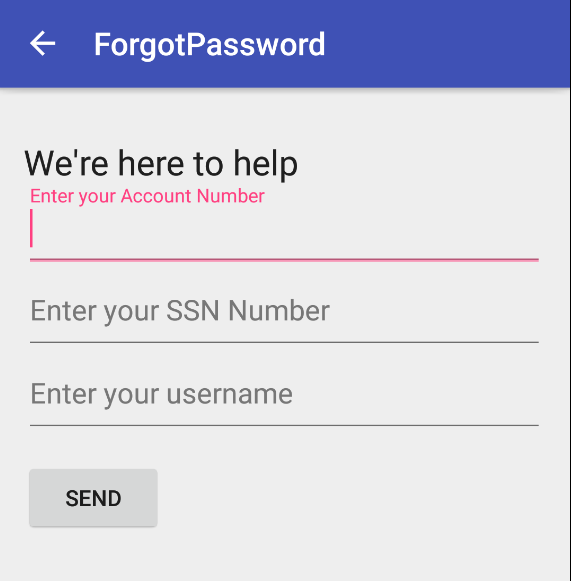 ForgotPassword
We're here to help
Enter your Account Number
Enter your SSN Number
Enter your username
SEND